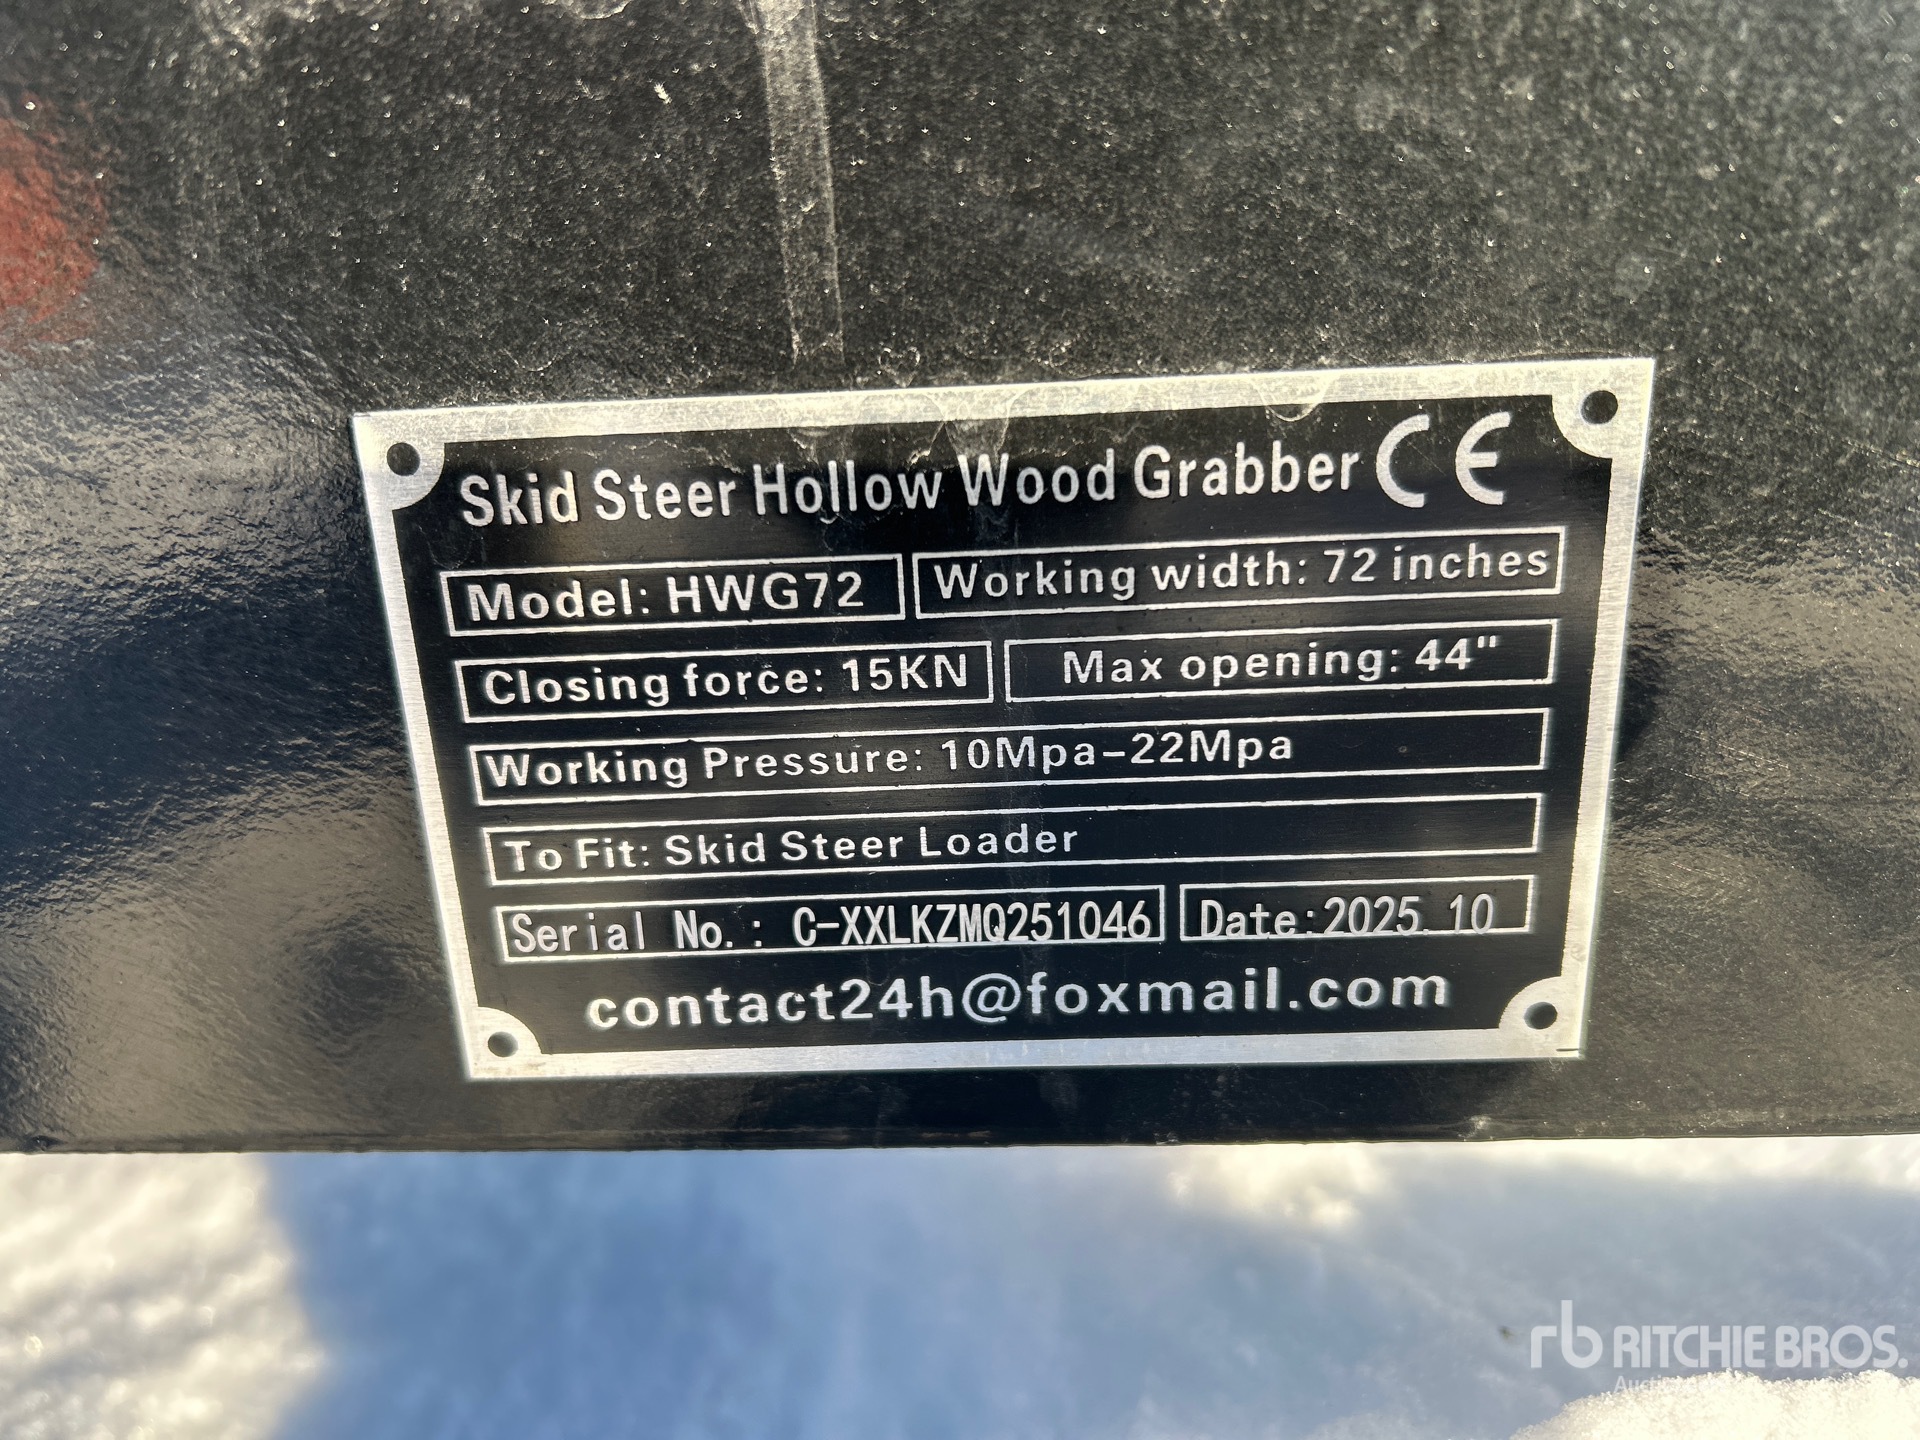 Skid Steer Hollow Wood Grabber CE
Model: HWG72 Working width: 72 inches
Closing force: 15KN Max opening: 44"
Working Pressure: 10Mpa-22Mpa
To Fit: Skid Steer Loader
Serial No.: C-XXLKZMQ251046 Date:2025.10
contact24h@foxmail.com
rb RITCHIE BROS.